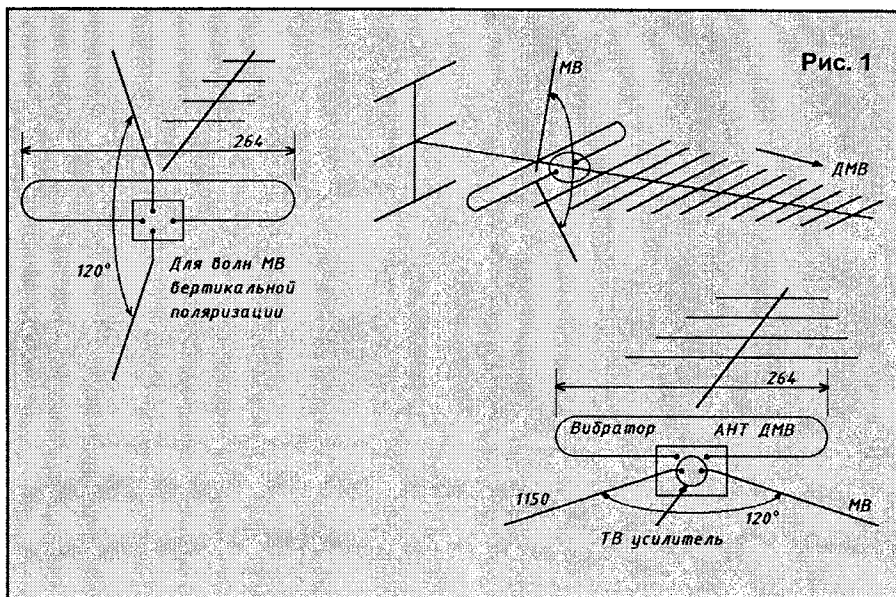 Рис. 1
264
120°
Для волн МВ
вертикальной
поляризации
МВ
ДМВ
264
Вибратор АНТ ДМВ
1150
120°
МВ
ТВ усилитель